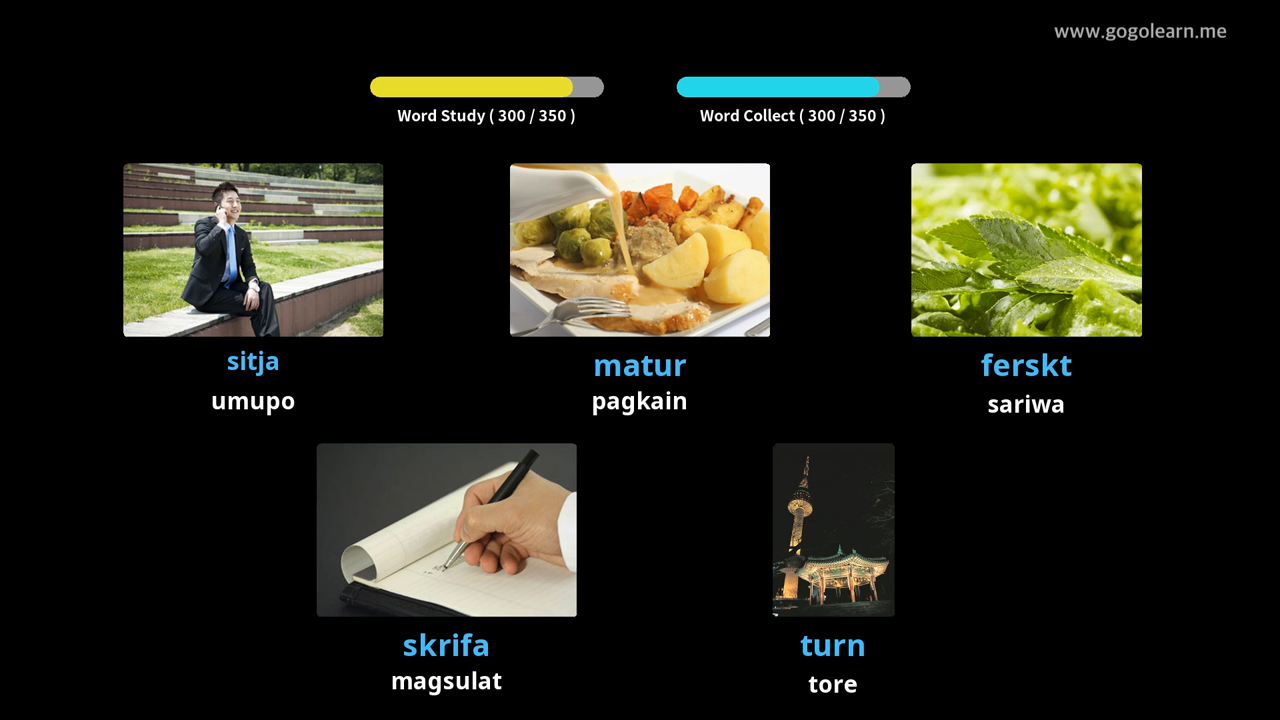 www.gogolearn.me
Word Study ( 300 / 350 )
Word Collect ( 300 / 350 )
sitja
umupo
matur
pagkain
ferskt
sariwa
skrifa
magsulat
turn
tore